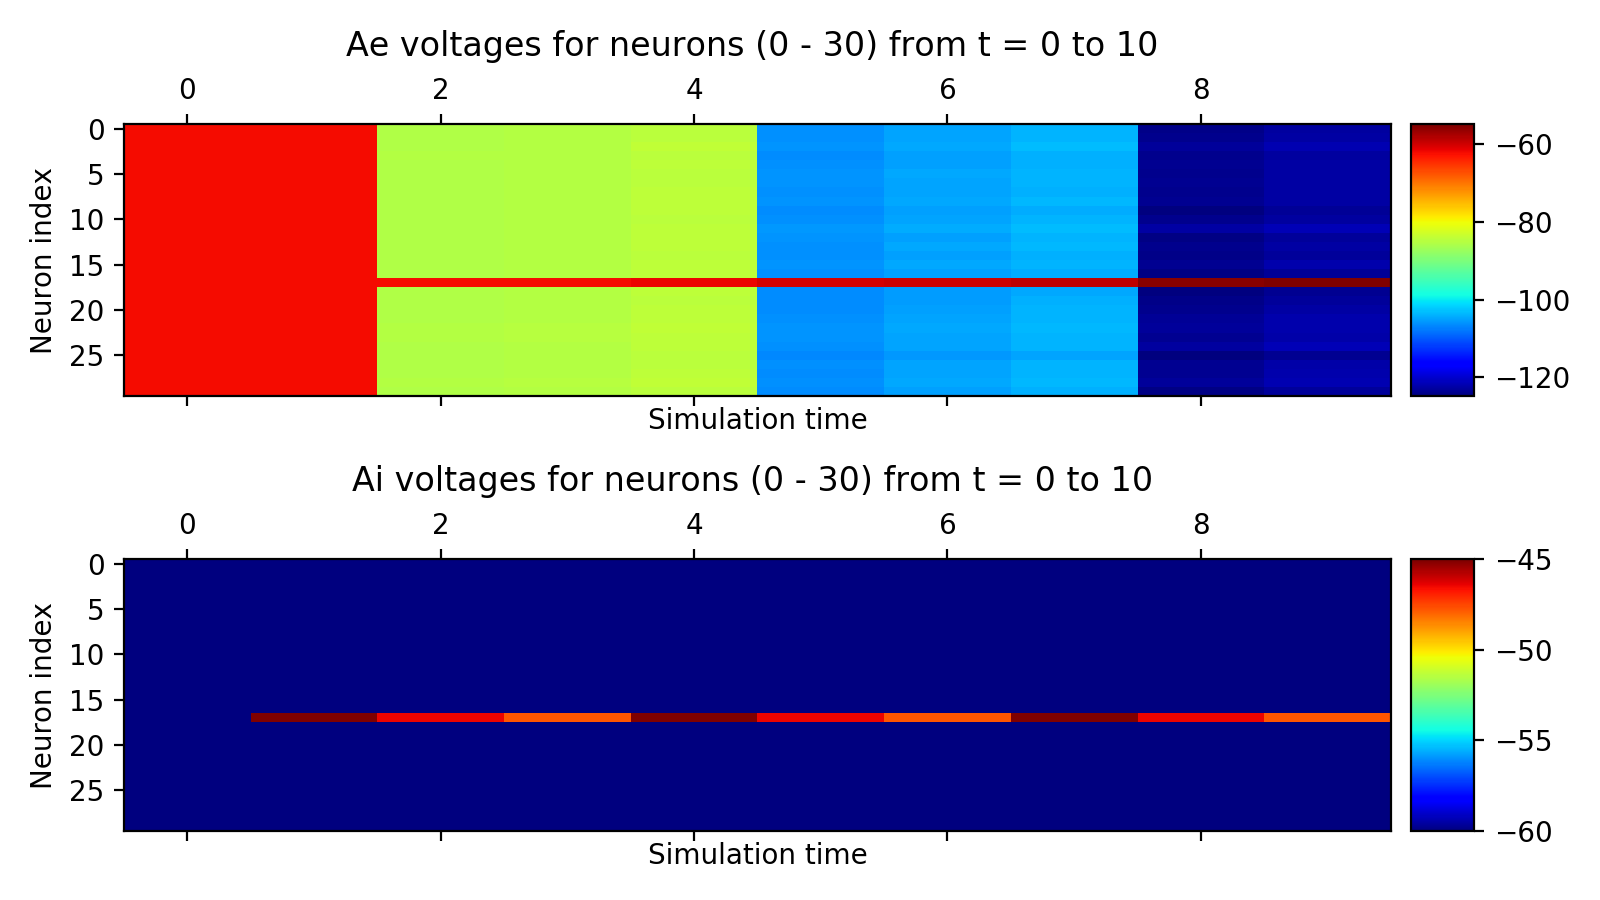 Ae voltages for neurons (0 - 30) from t = 0 to 10
0 2 4 6 8
Neuron index
0
5
10
15
20
25
Simulation time
−60
−80
−100
−120
Ai voltages for neurons (0 - 30) from t = 0 to 10
0 2 4 6 8
Neuron index
0
5
10
15
20
25
Simulation time
−45
−50
−55
−60